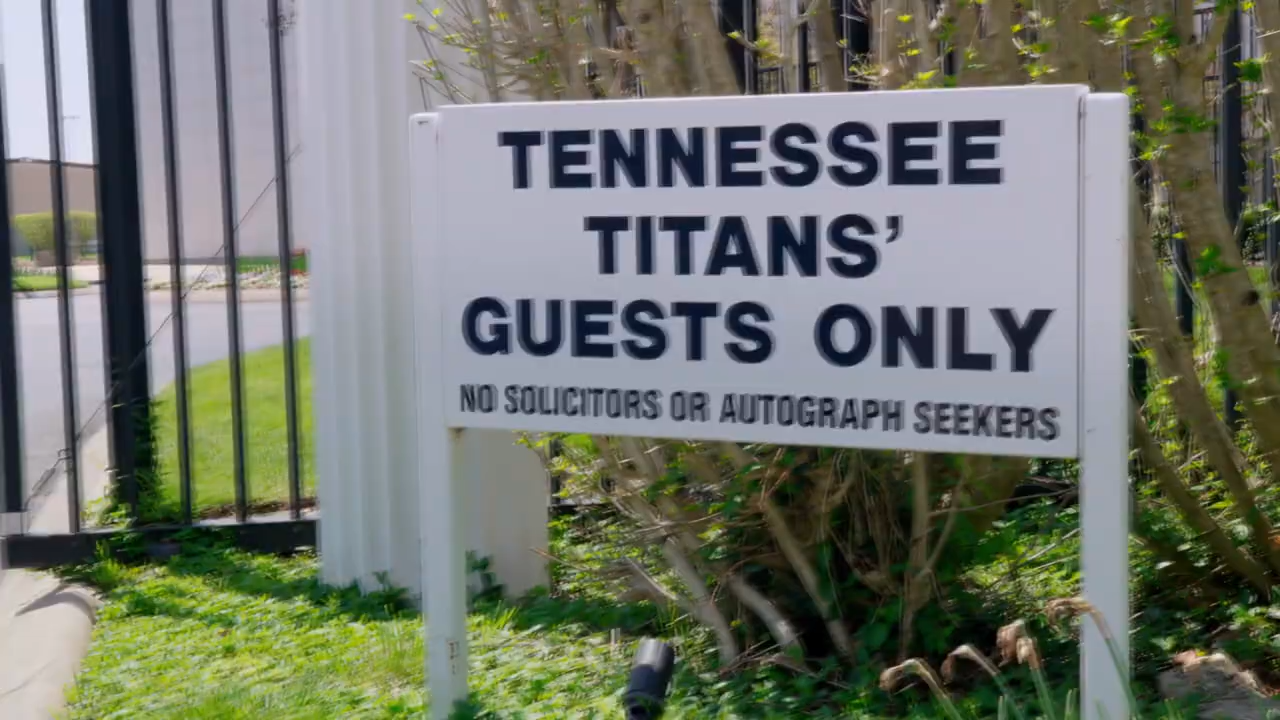 TENNESSEE
TITANS’
GUESTS ONLY
NO SOLICITORS OR AUTOGRAPH SEEKERS